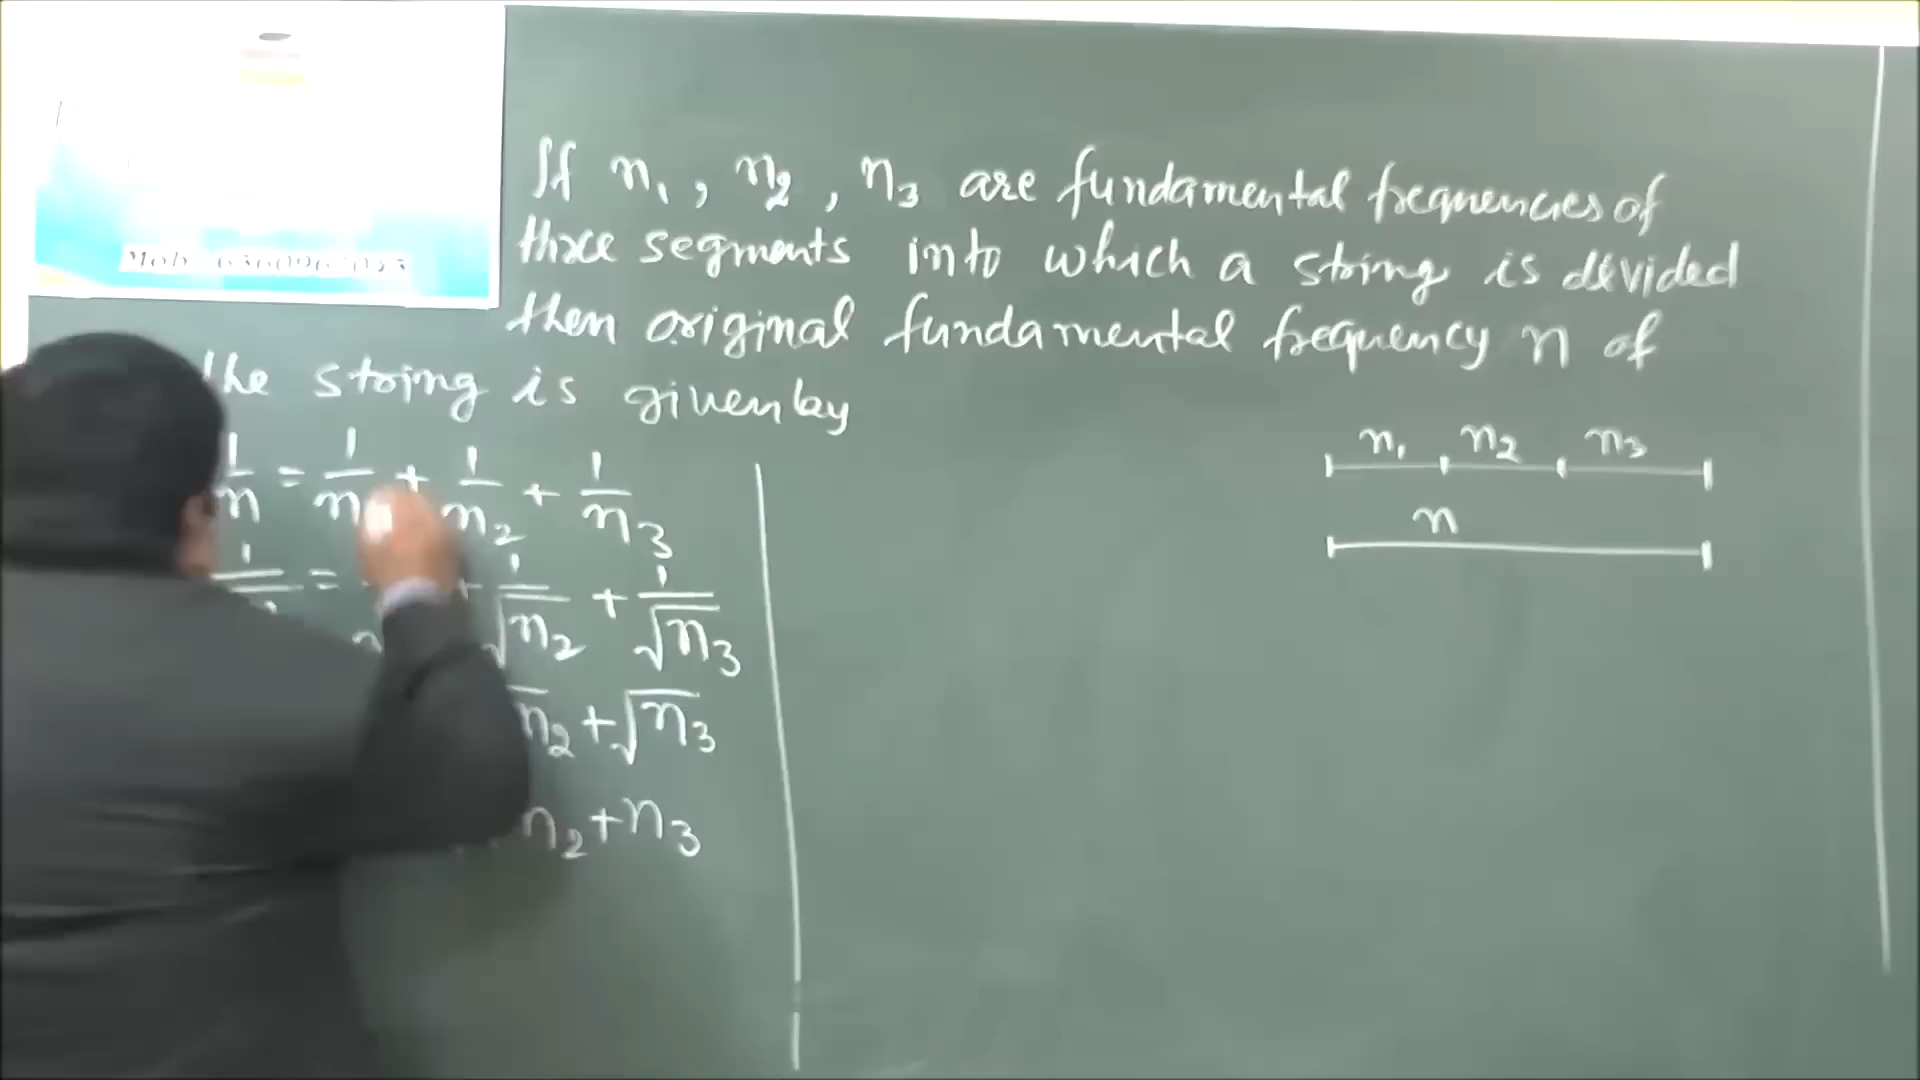 If n₁, n₂, n₃ are fundamental frequencies of
three segments into which a string is divided
then original fundamental frequency n of
the string is given by
1/n = 1/n₁ + 1/n₂ + 1/n₃
1/ = + 1/√n₂ + 1/√n₃
n₂ + √n₃
n₂ + n₃
n₁ n₂ n₃
n
Mob